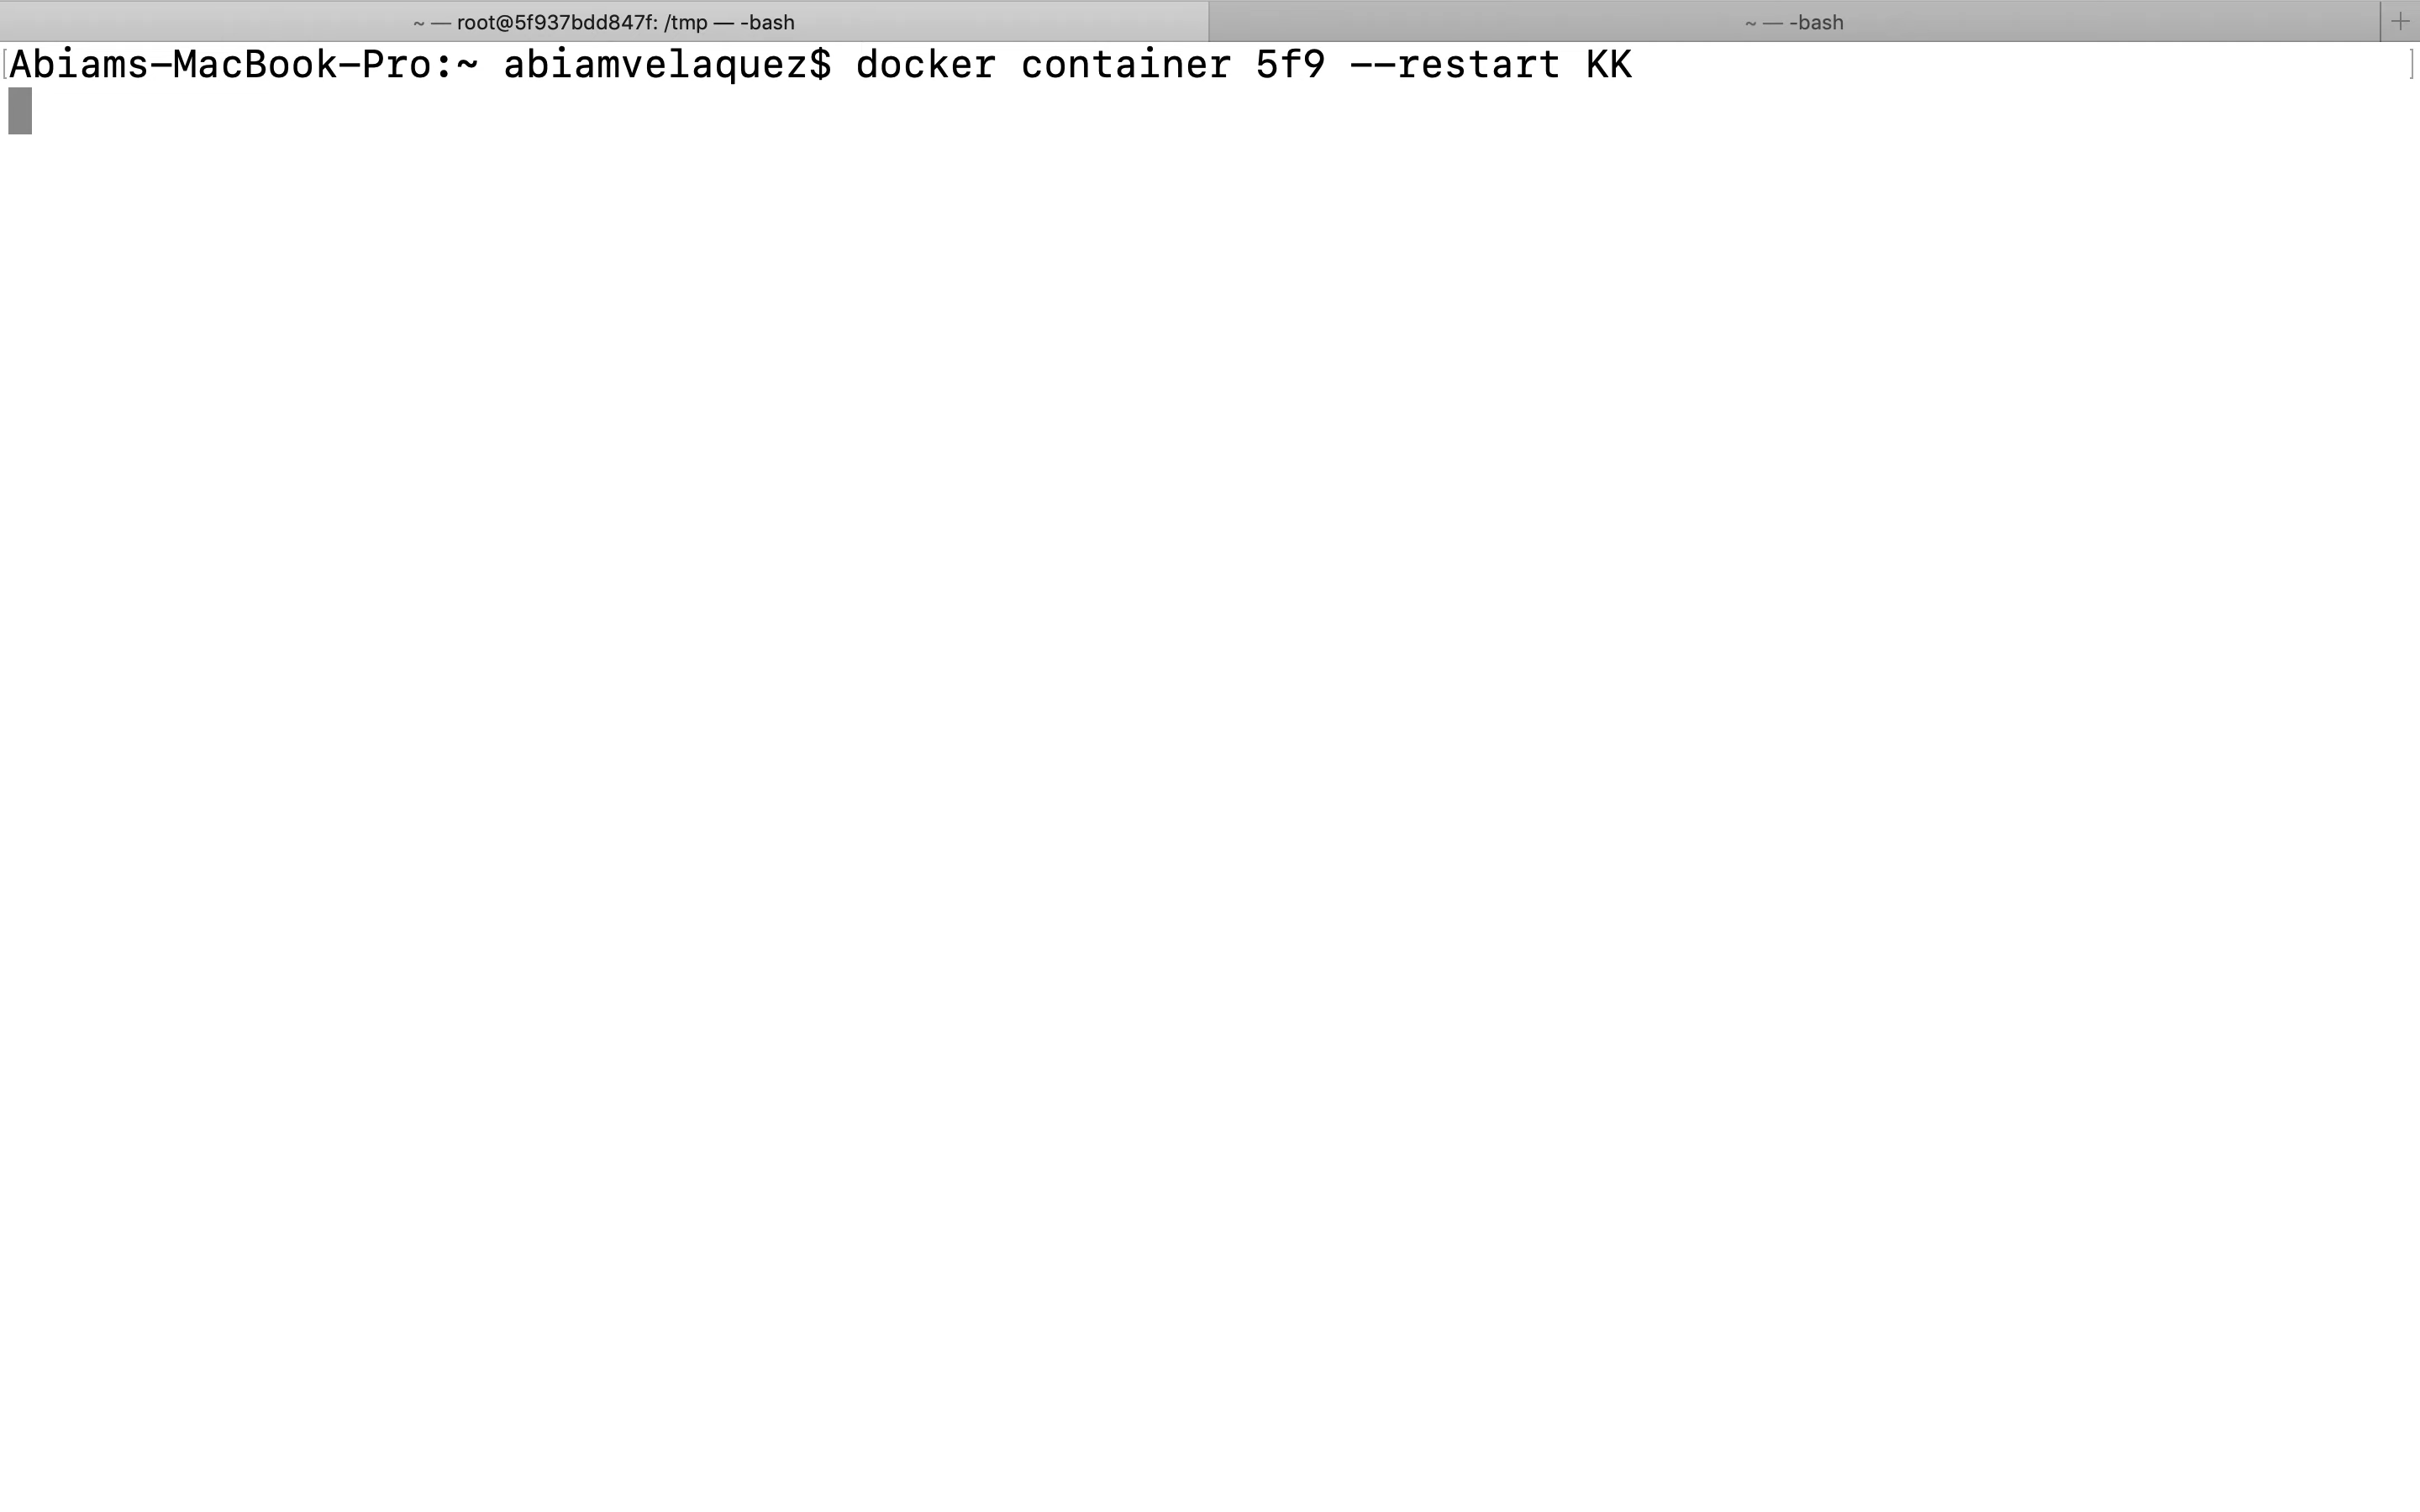 ~ — root@5f937bdd847f: /tmp — -bash
~ — -bash
Abiams-MacBook-Pro:~ abiamvelaquez$ docker container 5f9 --restart KK